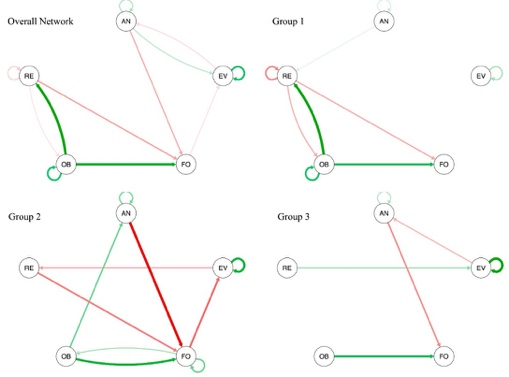 Overall Network
AN
RE
EV
OB
FO
Group 1
AN
RE
EV
OB
FO
Group 2
AN
RE
EV
OB
FO
Group 3
AN
RE
EV
OB
FO